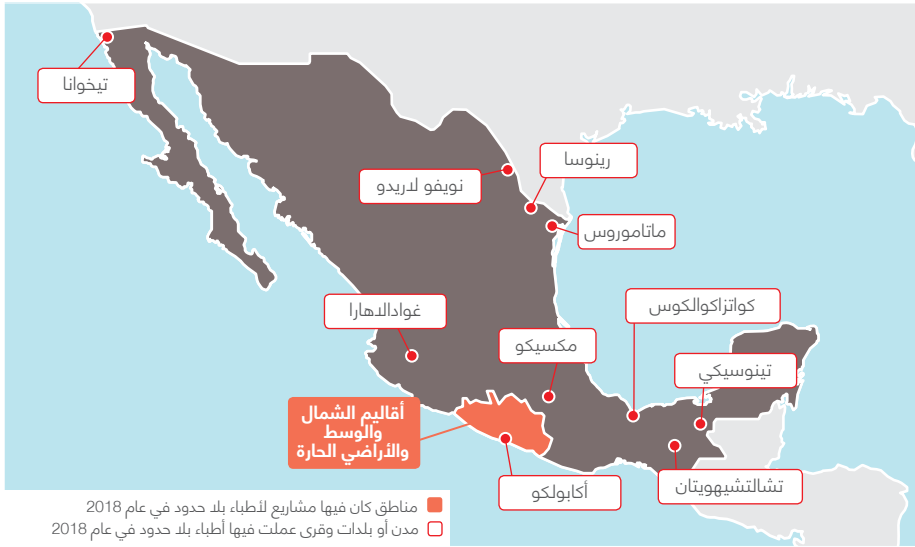 تيخوانا
رينوسا
نويفو لاريدو
ماتاموروس
غوادالاهارا
كواتزاكوالكوس
مكسيكو
تينوسيكي
أقاليم الشمال
والوسط
والأراضي الحارة
أكابولكو
تشالتشيهويتان
مناطق كان فيها مشاريع لأطباء بلا حدود في عام 2018
مدن أو بلدات وقرى عملت فيها أطباء بلا حدود في عام 2018